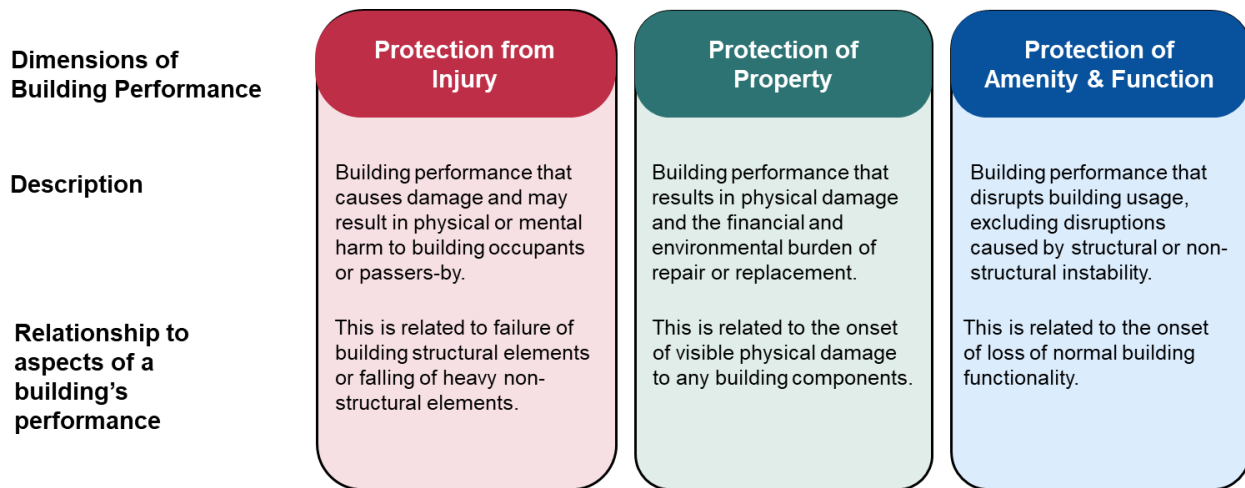 Dimensions of
Building Performance
Protection from
Injury
Protection of
Property
Protection of
Amenity & Function
Description
Building performance that
causes damage and may
result in physical or mental
harm to building occupants
or passers-by.
Building performance that
results in physical damage
and the financial and
environmental burden of
repair or replacement.
Building performance that
disrupts building usage,
excluding disruptions
caused by structural or non-
structural instability.
Relationship to
aspects of a
building’s
performance
This is related to failure of
building structural elements
or falling of heavy non-
structural elements.
This is related to the onset
of visible physical damage
to any building components.
This is related to the onset
of loss of normal building
functionality.